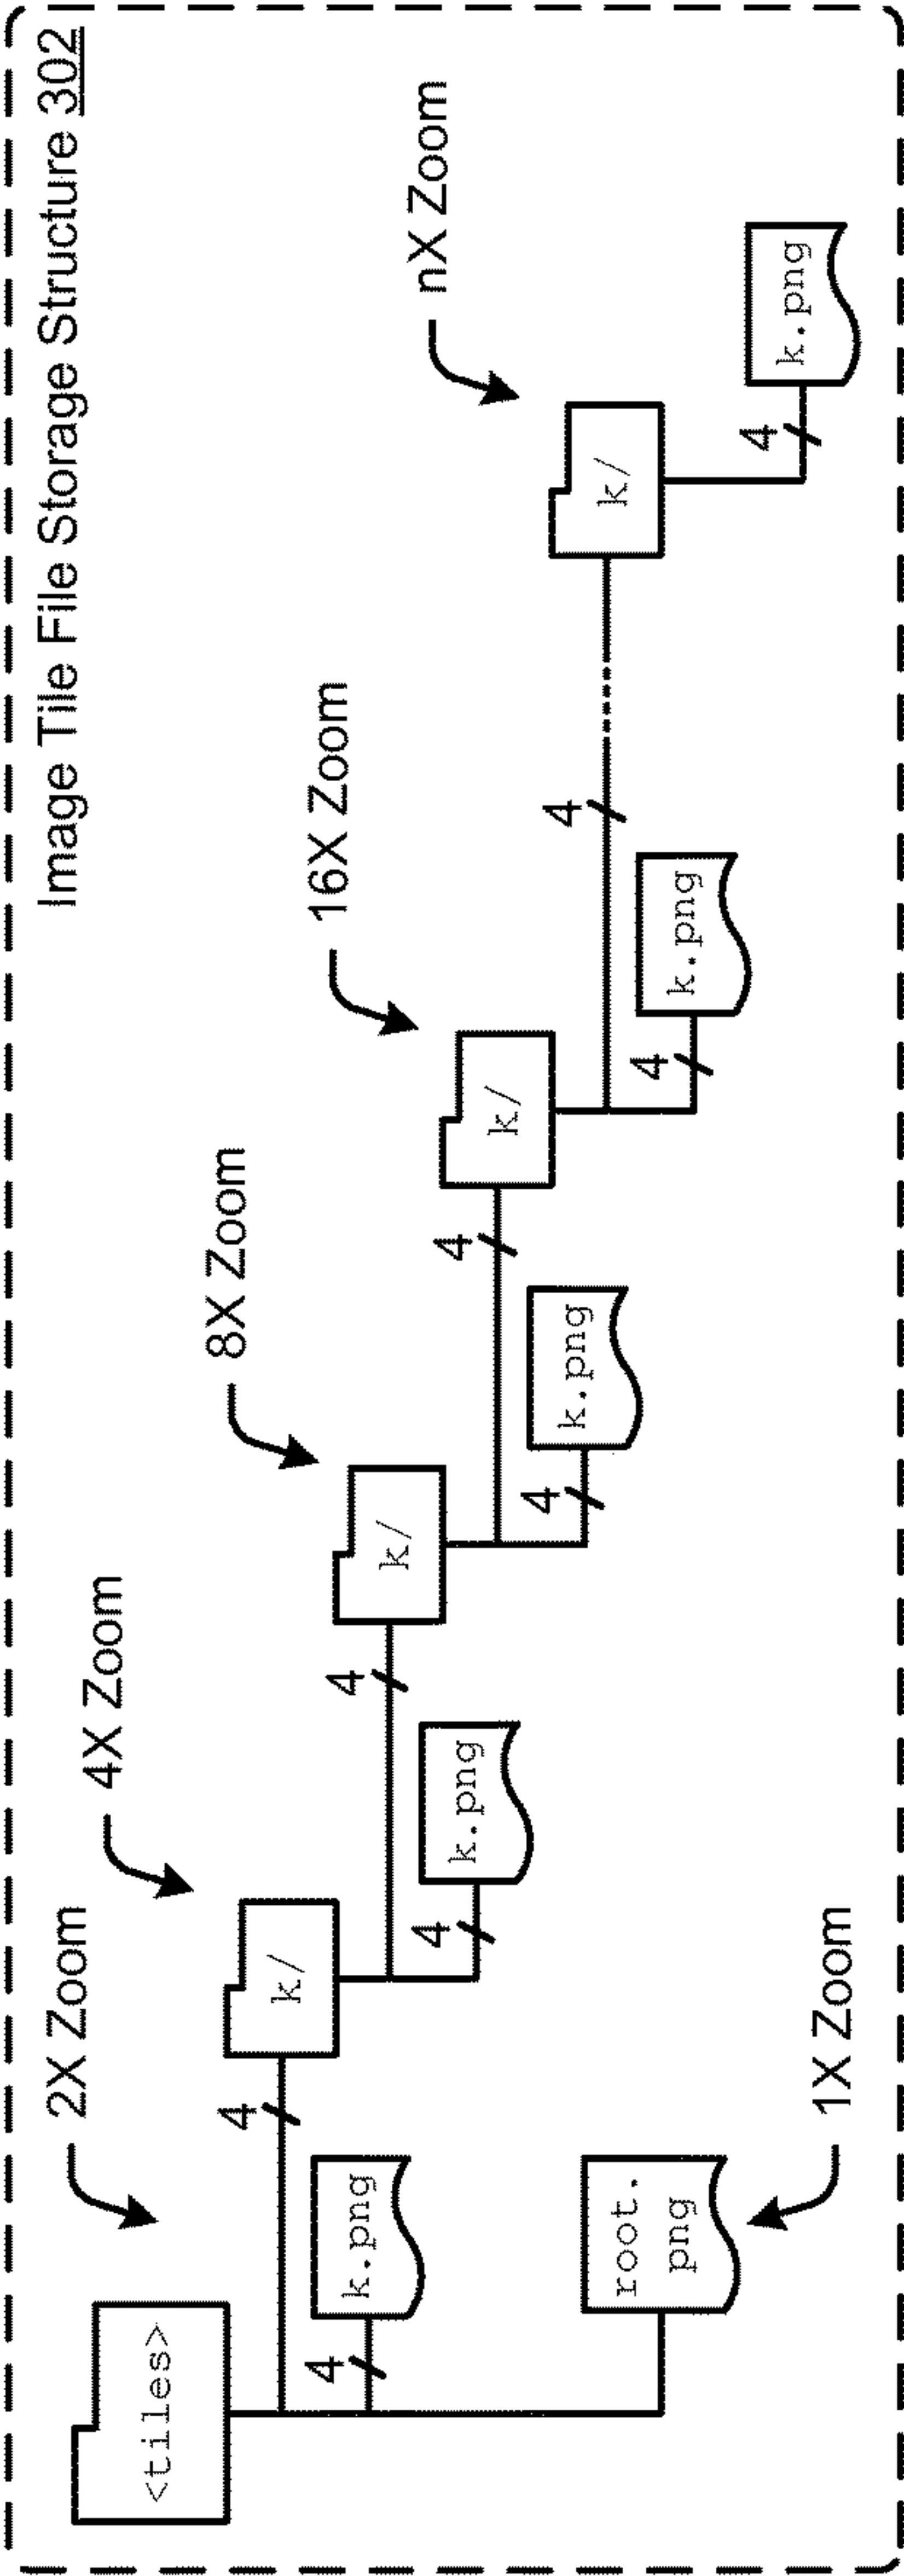 Image Tile File Storage Structure 302
2X Zoom
<tiles>
4
k.png
root.
png
1X Zoom
4
4X Zoom
k/
4
k.png
4
8X Zoom
k/
4
k.png
4
16X Zoom
k/
4
k.png
4
nX Zoom
k/
4
k.png